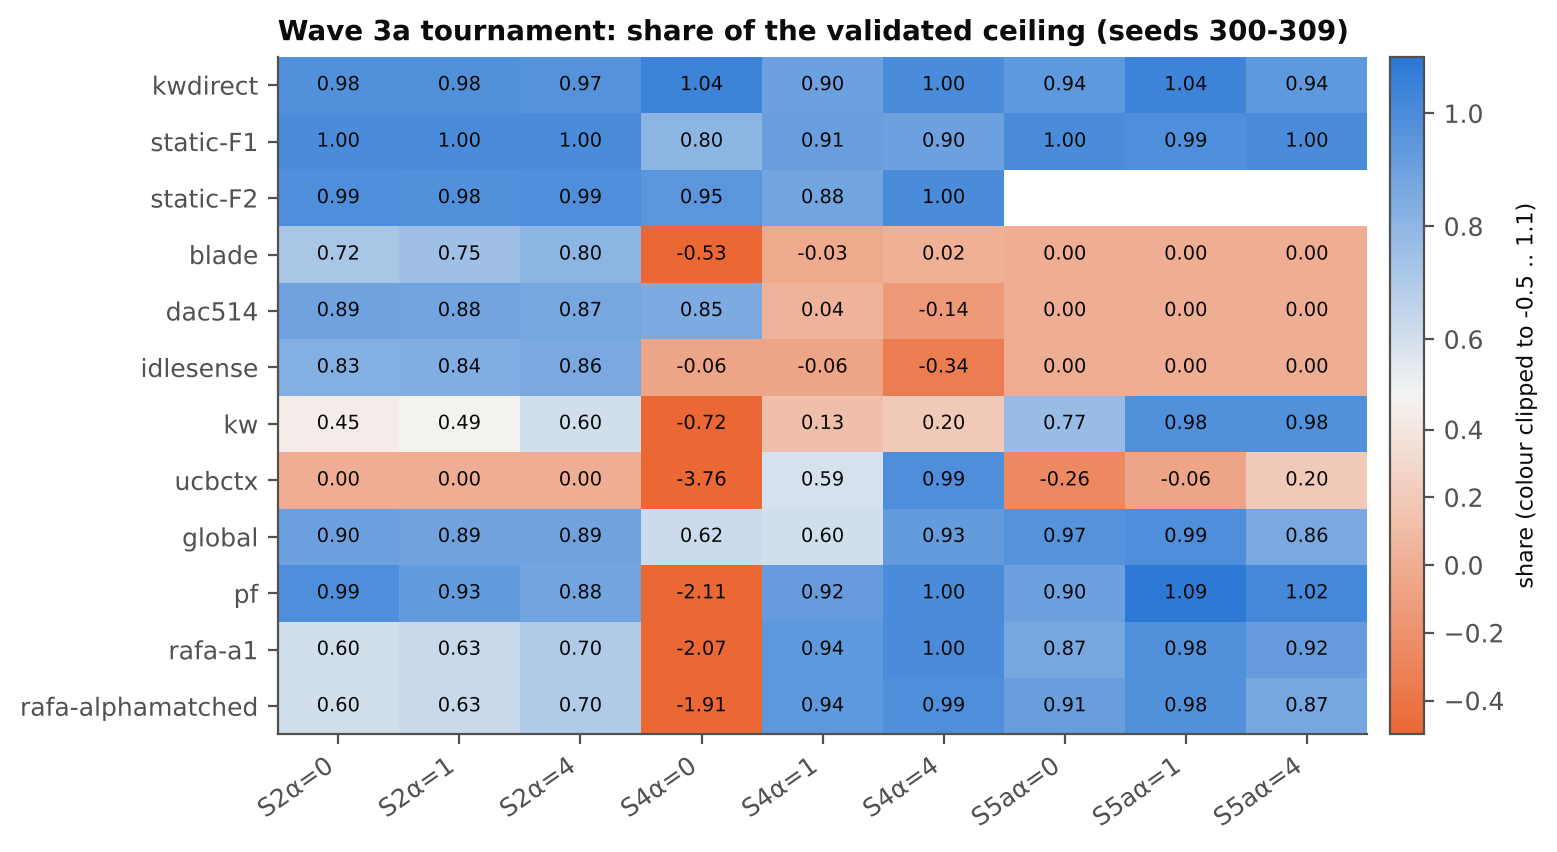 Wave 3a tournament: share of the validated ceiling (seeds 300-309)
kwdirect 0.98 0.98 0.97 1.04 0.90 1.00 0.94 1.04 0.94
static-F1 1.00 1.00 1.00 0.80 0.91 0.90 1.00 0.99 1.00
static-F2 0.99 0.98 0.99 0.95 0.88 1.00
blade 0.72 0.75 0.80 -0.53 -0.03 0.02 0.00 0.00 0.00
dac514 0.89 0.88 0.87 0.85 0.04 -0.14 0.00 0.00 0.00
idlesense 0.83 0.84 0.86 -0.06 -0.06 -0.34 0.00 0.00 0.00
kw 0.45 0.49 0.60 -0.72 0.13 0.20 0.77 0.98 0.98
ucbctx 0.00 0.00 0.00 -3.76 0.59 0.99 -0.26 -0.06 0.20
global 0.90 0.89 0.89 0.62 0.60 0.93 0.97 0.99 0.86
pf 0.99 0.93 0.88 -2.11 0.92 1.00 0.90 1.09 1.02
rafa-a1 0.60 0.63 0.70 -2.07 0.94 1.00 0.87 0.98 0.92
rafa-alphamatched 0.60 0.63 0.70 -1.91 0.94 0.99 0.91 0.98 0.87
S2α=0 S2α=1 S2α=4 S4α=0 S4α=1 S4α=4 S5aα=0 S5aα=1 S5aα=4
1.0
0.8
0.6
0.4
0.2
0.0
−0.2
−0.4
share (colour clipped to -0.5 .. 1.1)